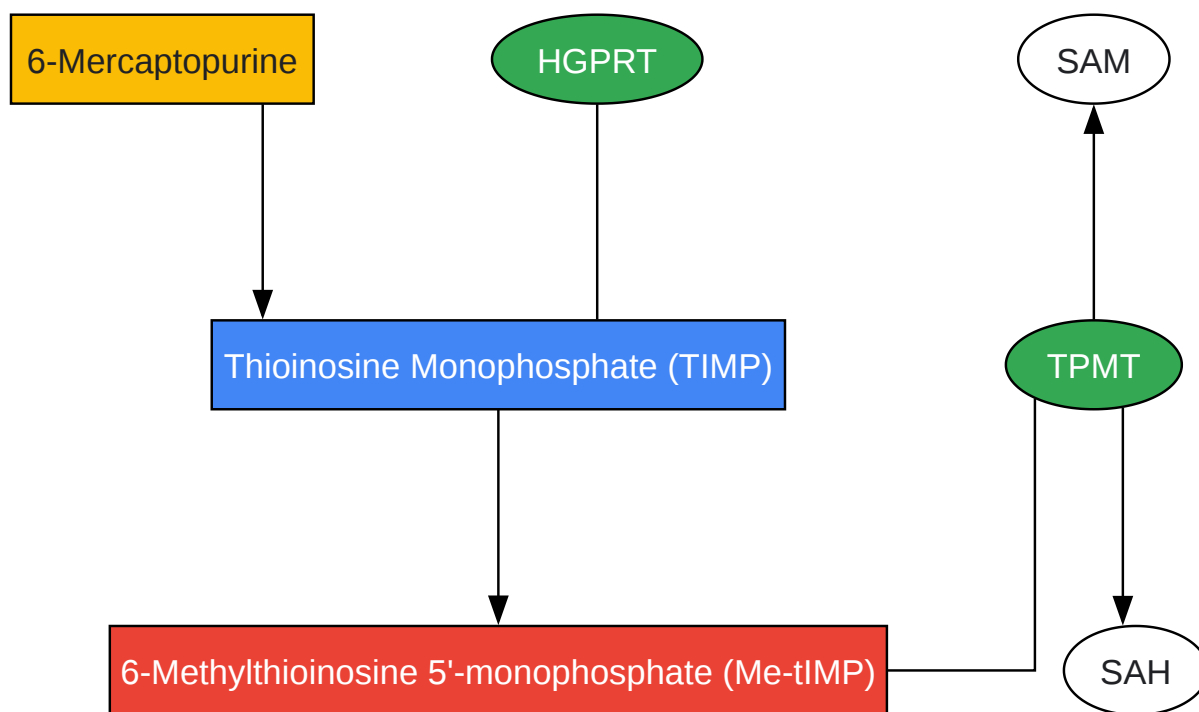 6-Mercaptopurine
HGPRT
SAM
Thioinosine Monophosphate (TIMP)
TPMT
6-Methylthioinosine 5'-monophosphate (Me-tIMP)
SAH